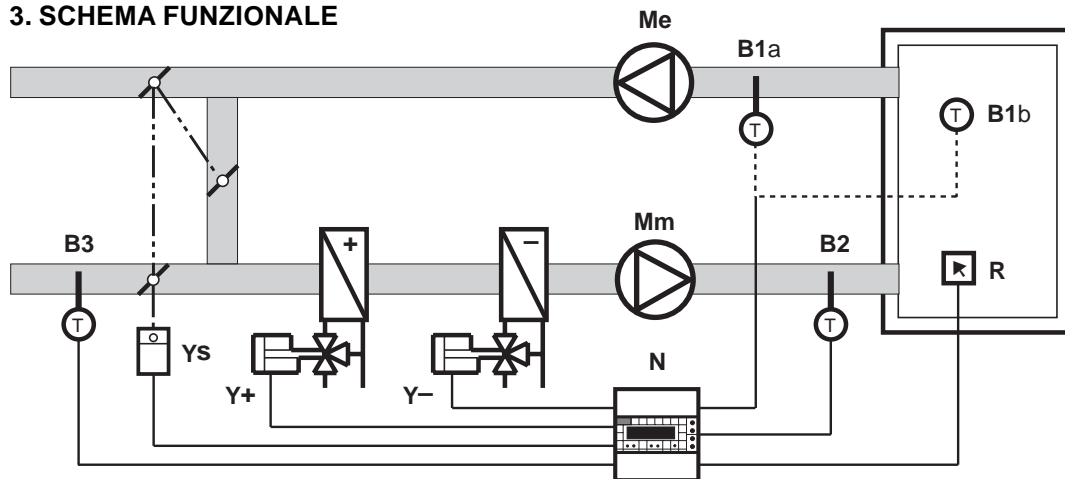 3. SCHEMA FUNZIONALE
Me
B1a
T
T
B1b
B3
+
−
Mm
B2
R
T
T
Ys
N
Y+
Y−